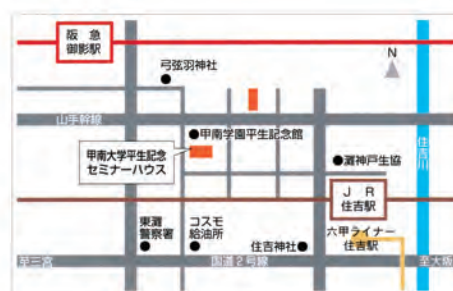 阪 急
御影駅
N
弓弦羽神社
山手幹線
甲南学園平生記念館
甲南大学平生記念
セミナーハウス
灘神戸生協
住吉川
J R
住吉駅
六甲ライナー
住吉駅
東灘
警察署
コスモ
給油所
住吉神社
至三宮
国道２号線
至大阪